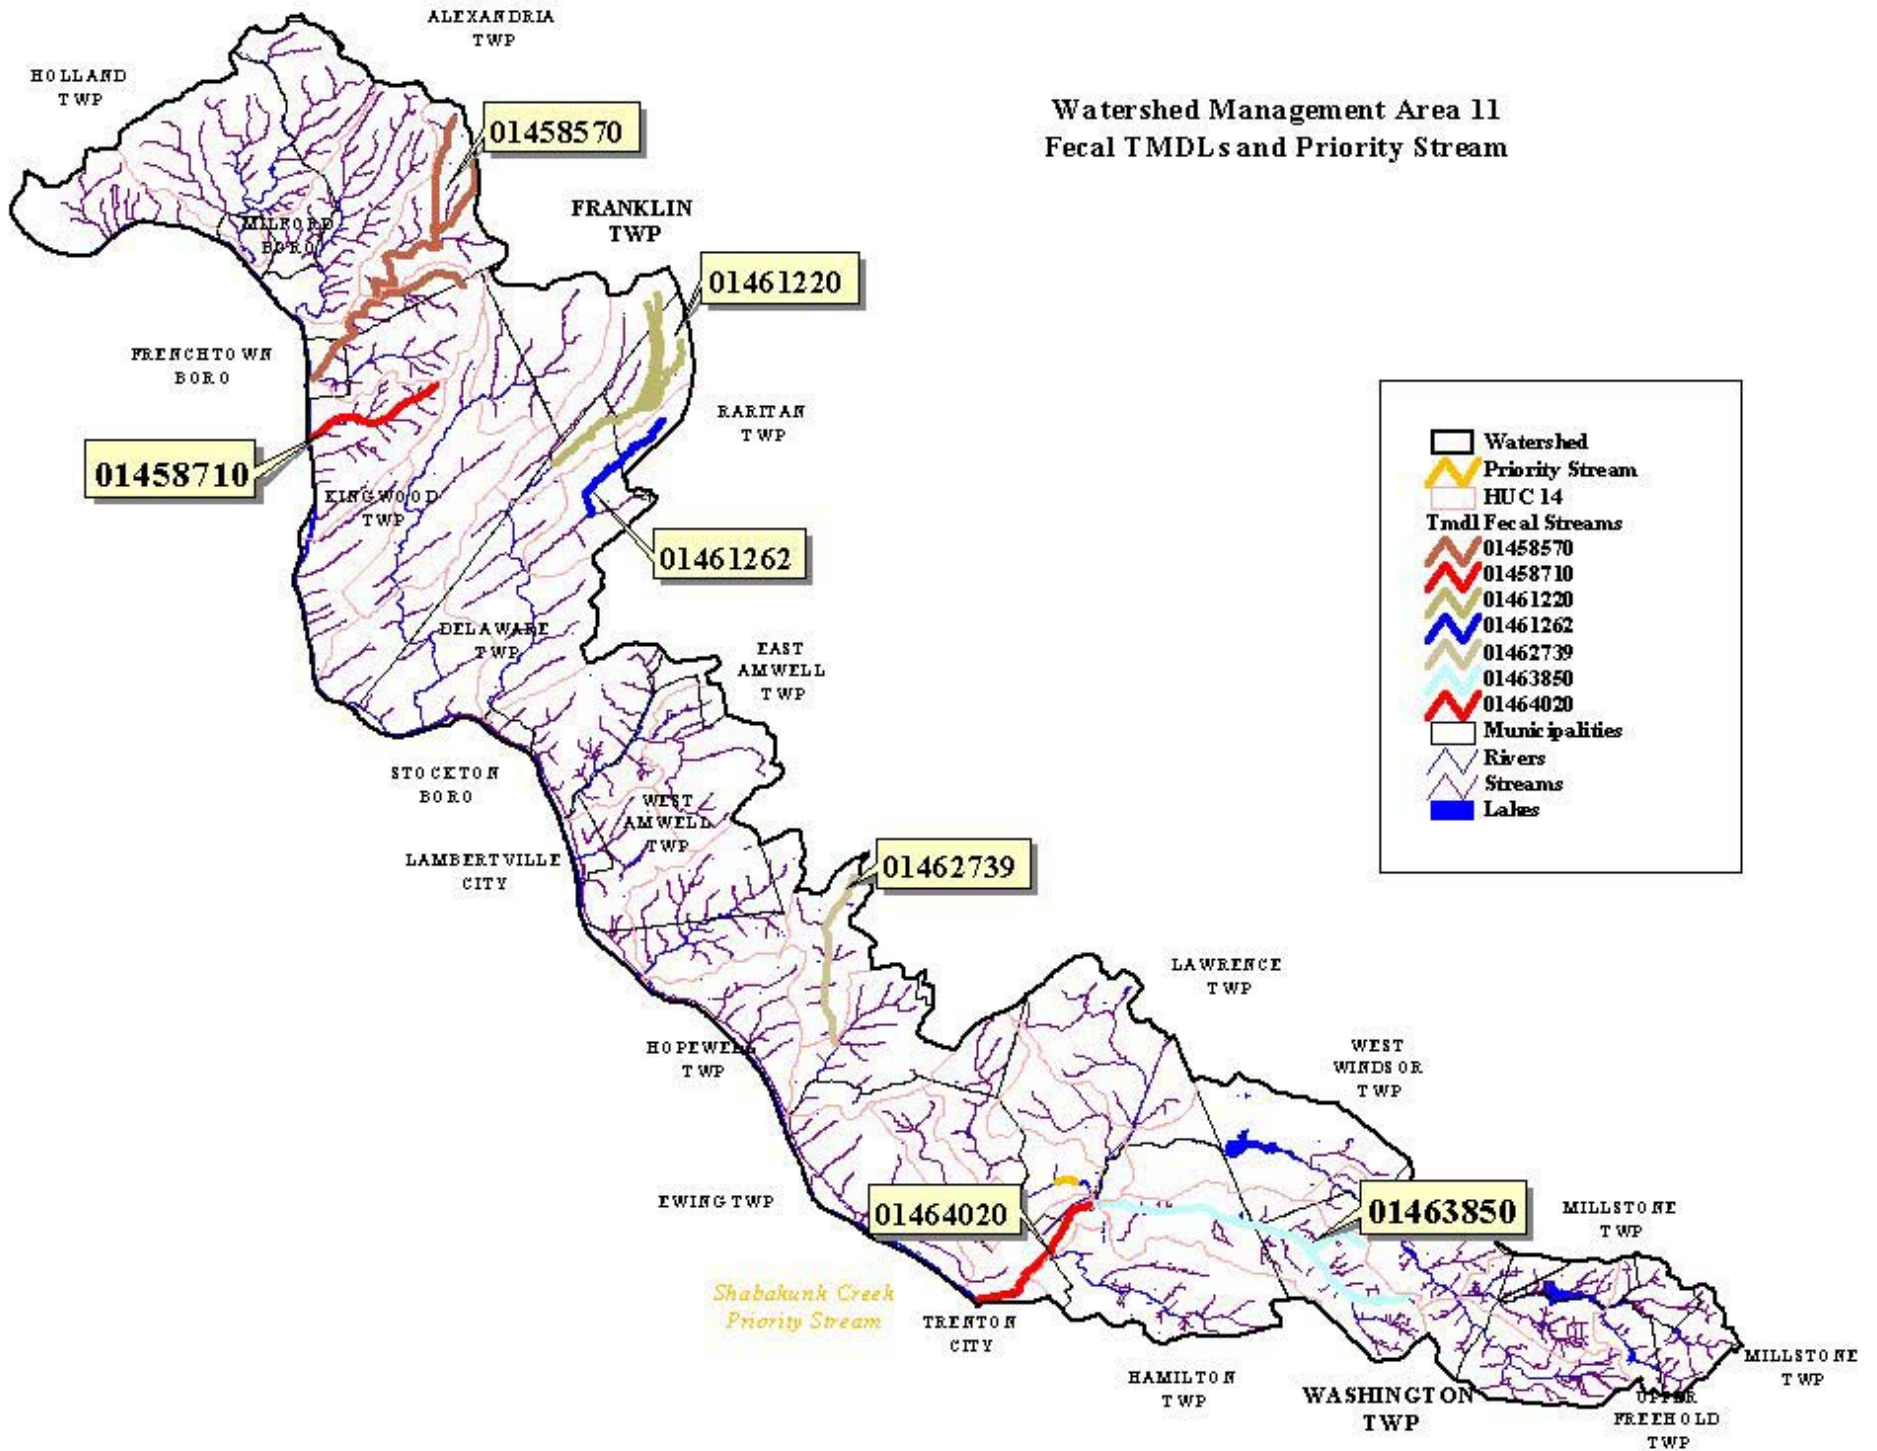 Watershed Management Area 11
Fecal TMDLs and Priority Stream
ALEXANDRIA
TWP
HOLLAND
TWP
01458570
MILFORD
BORO
FRANKLIN
TWP
01461220
FRENCHTOWN
BORO
RARITAN
TWP
01458710
KINGWOOD
TWP
01461262
DELAWARE
TWP
EAST
AMWELL
TWP
STOCKTON
BORO
WEST
AMWELL
TWP
LAMBERTVILLE
CITY
01462739
LAWRENCE
TWP
HOPEWELL
TWP
WEST
WINDSOR
TWP
EWING TWP
01464020
01463850
MILLSTONE
TWP
Shabakunk Creek
Priority Stream
TRENTON
CITY
HAMILTON
TWP
WASHINGTON
TWP
MILLSTONE
TWP
UPPER
FREEHOLD
TWP
Watershed
Priority Stream
HUC 14
Tmdl Fecal Streams
01458570
01458710
01461220
01461262
01462739
01463850
01464020
Municipalities
Rivers
Streams
Lakes